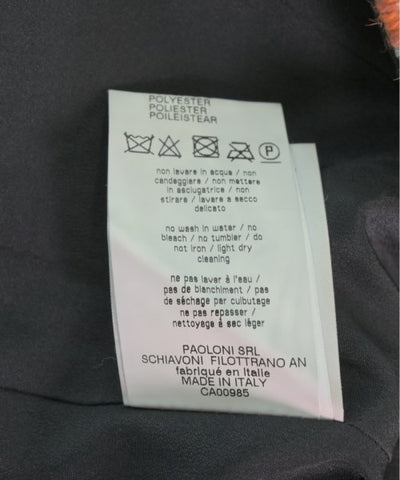 POLYESTER
POLIESTER
POILEISTEAR
P
non lavare in acqua / non
candeggiare / non mettere
in asciugatrice / non
stirare / lavare a secco
delicato
no wash in water / no
bleach / no tumbler / do
not iron / light dry
cleaning
ne pas laver à l'eau /
pas de blanchiment / pas
de séchage par culbutage
ne pas repasser /
nettoyage à sec léger
PAOLONI SRL
SCHIAVONI FILOTTRANO AN
fabriqué en Italie
MADE IN ITALY
CA00985